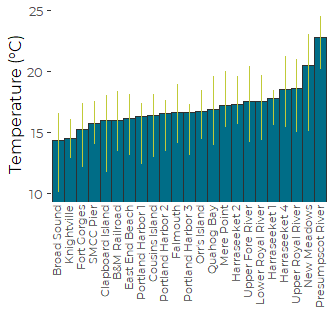 25
20
15
10
Temperature (°C)
Broad Sound
Knightville
Fort Gorges
SMCC Pier
Clapboard Island
B&M Railroad
East End Beach
Portland Harbor 1
Cousins Island
Portland Harbor 2
Falmouth
Portland Harbor 3
Orr's Island
Quahog Bay
Mere Point
Harraseeket 2
Upper Fore River
Lower Royal River
Harraseeket 1
Harraseeket 4
Upper Royal River
New Meadows
Presumpscot River